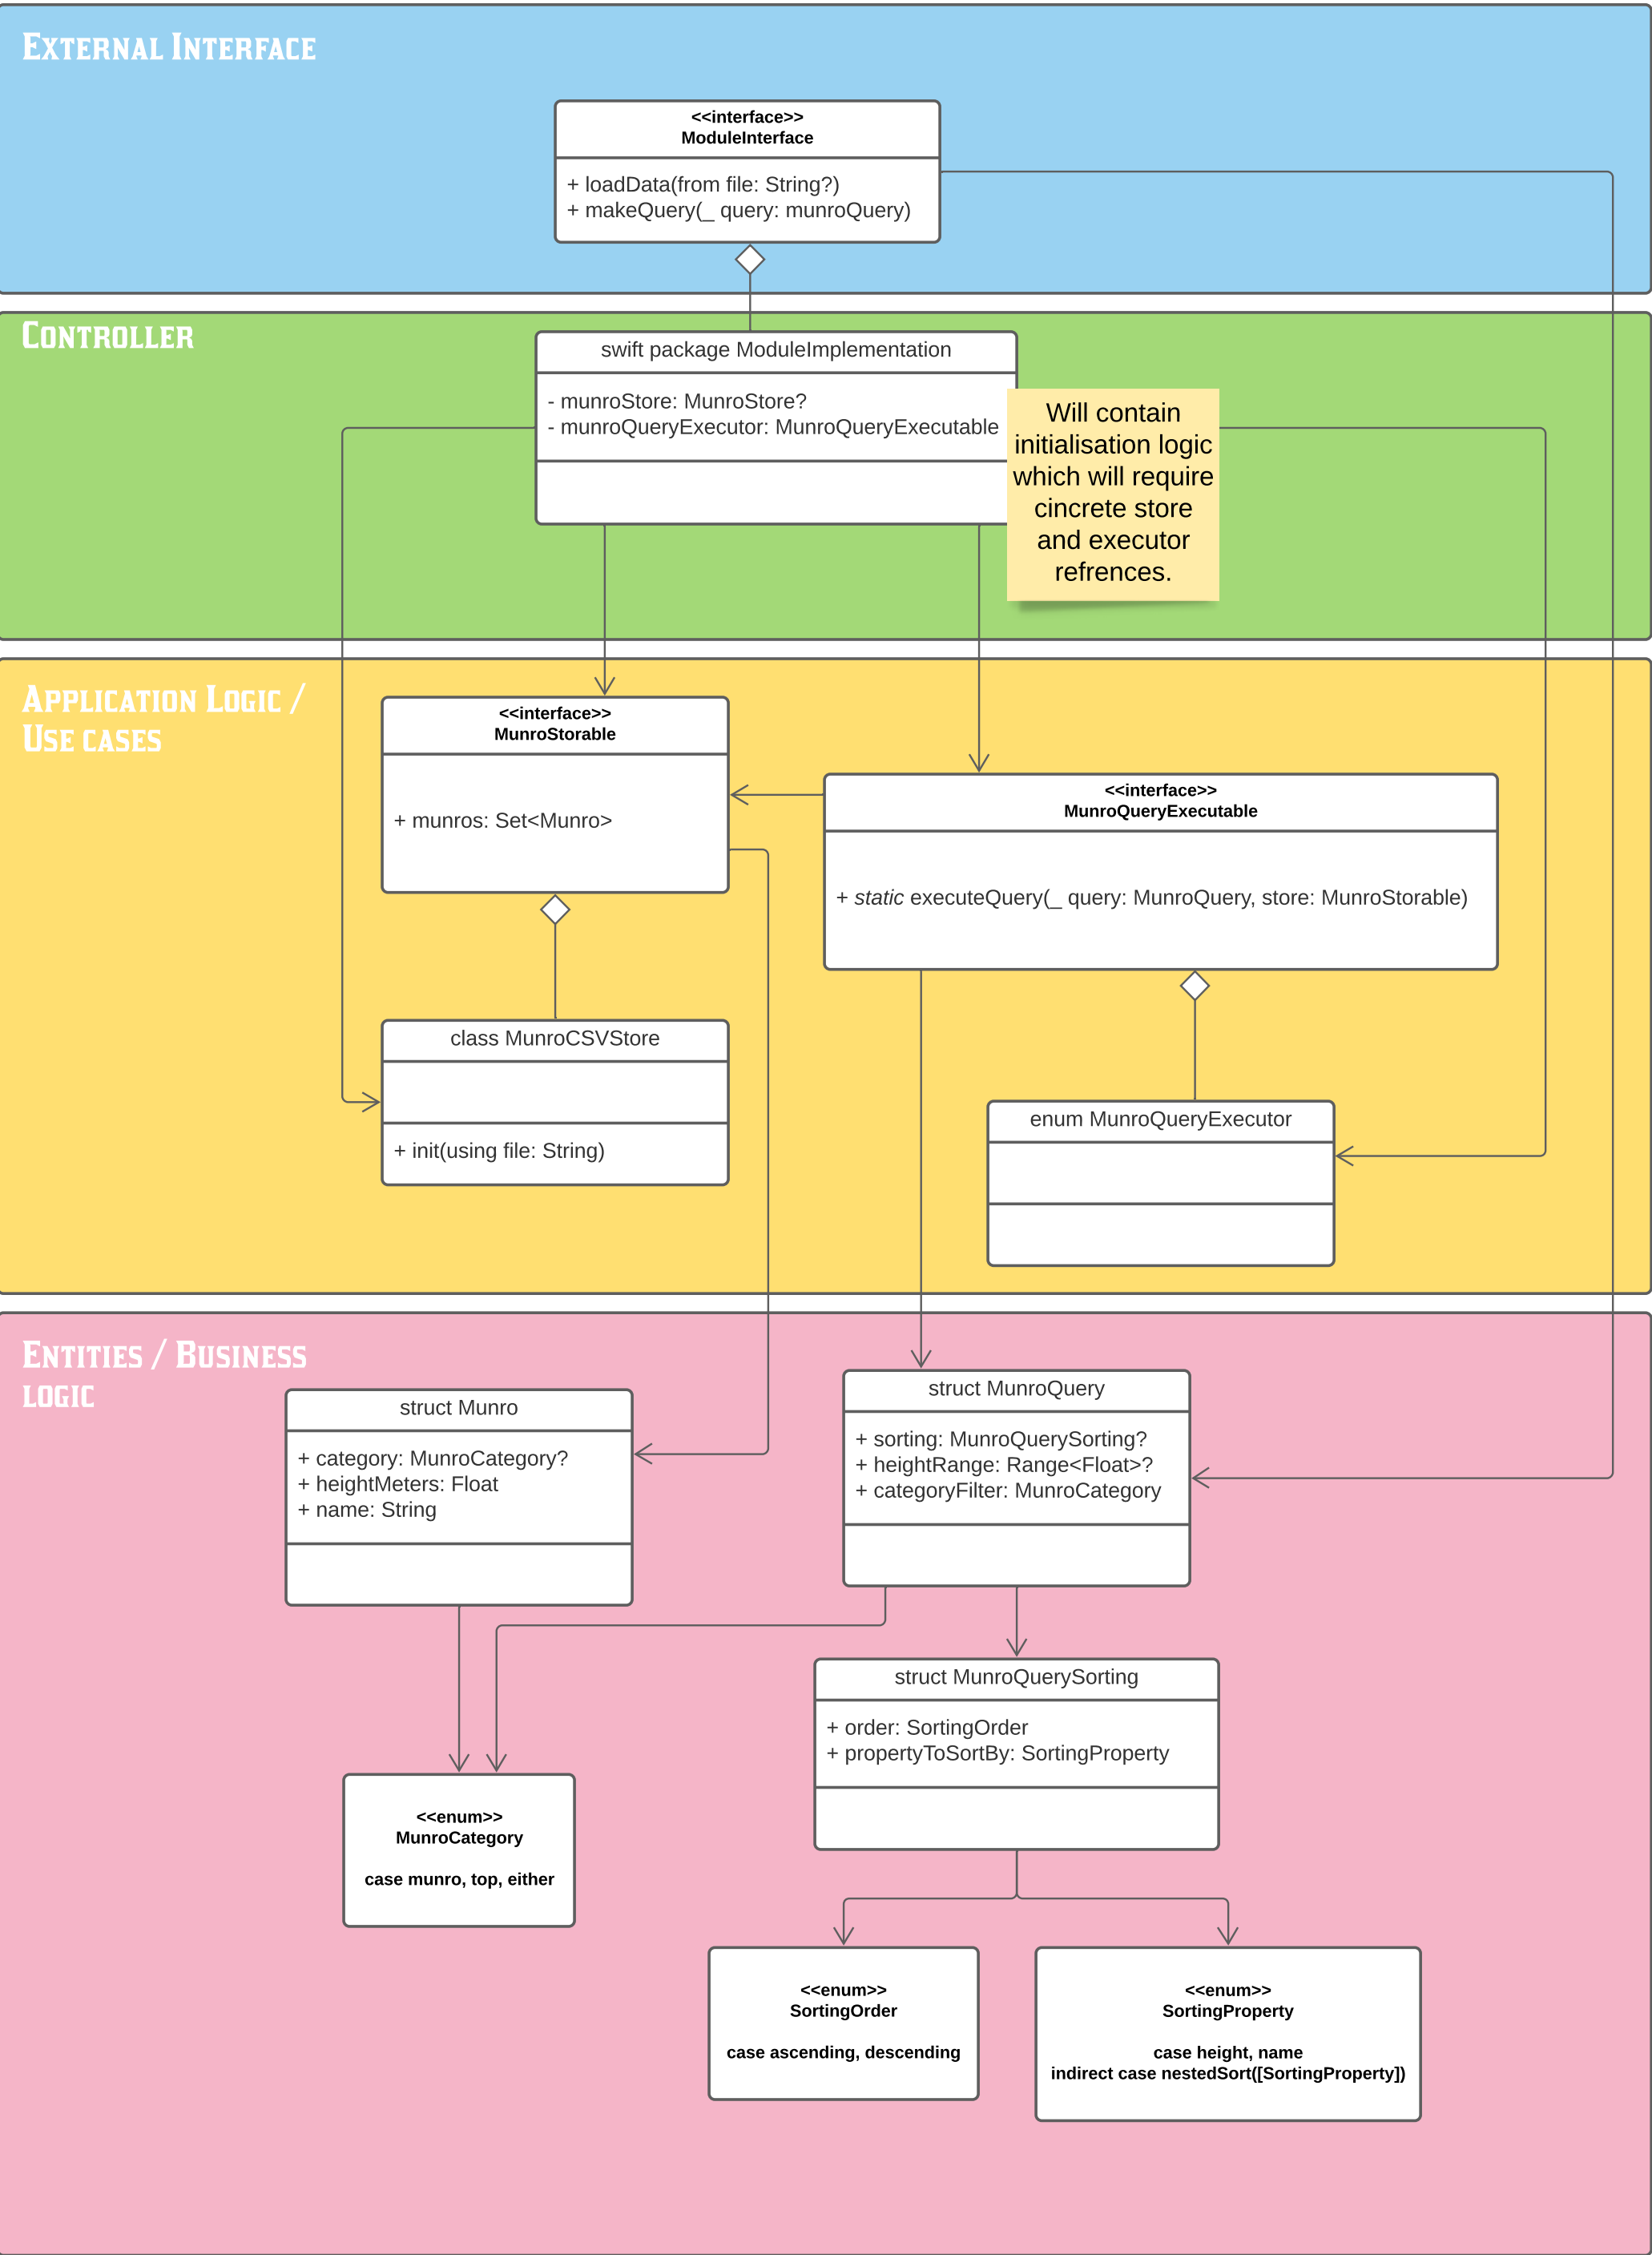 External Interface
<<interface>>
ModuleInterface
+ loadData(from file: String?)
+ makeQuery(_ query: munroQuery)
Controller
swift package ModuleImplementation
- munroStore: MunroStore?
- munroQueryExecutor: MunroQueryExecutable
Will contain
initialisation logic
which will require
cincrete store
and executor
refrences.
Application Logic /
Use cases
<<interface>>
MunroStorable
+ munros: Set<Munro>
<<interface>>
MunroQueryExecutable
+ static executeQuery(_ query: MunroQuery, store: MunroStorable)
class MunroCSVStore
+ init(using file: String)
enum MunroQueryExecutor
Entities / Business
logic
struct Munro
+ category: MunroCategory?
+ heightMeters: Float
+ name: String
struct MunroQuery
+ sorting: MunroQuerySorting?
+ heightRange: Range<Float>?
+ categoryFilter: MunroCategory
struct MunroQuerySorting
+ order: SortingOrder
+ propertyToSortBy: SortingProperty
<<enum>>
MunroCategory
case munro, top, either
<<enum>>
SortingOrder
case ascending, descending
<<enum>>
SortingProperty
case height, name
indirect case nestedSort([SortingProperty])